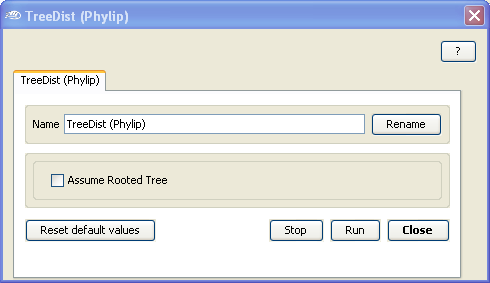 TreeDist (Phylip)
?
TreeDist (Phylip)
Name TreeDist (Phylip) Rename
Assume Rooted Tree
Reset default values Stop Run Close